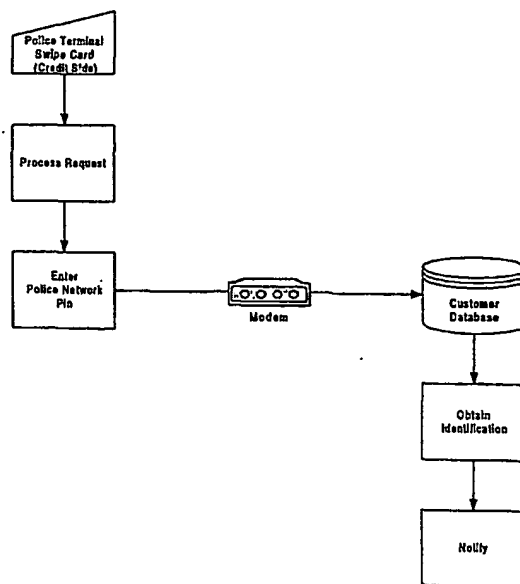 Police Terminal
Swipe Card
(Credit Side)
Process Request
Enter
Police Network
Pin
Modem
Customer
Database
Obtain
Identification
Notify